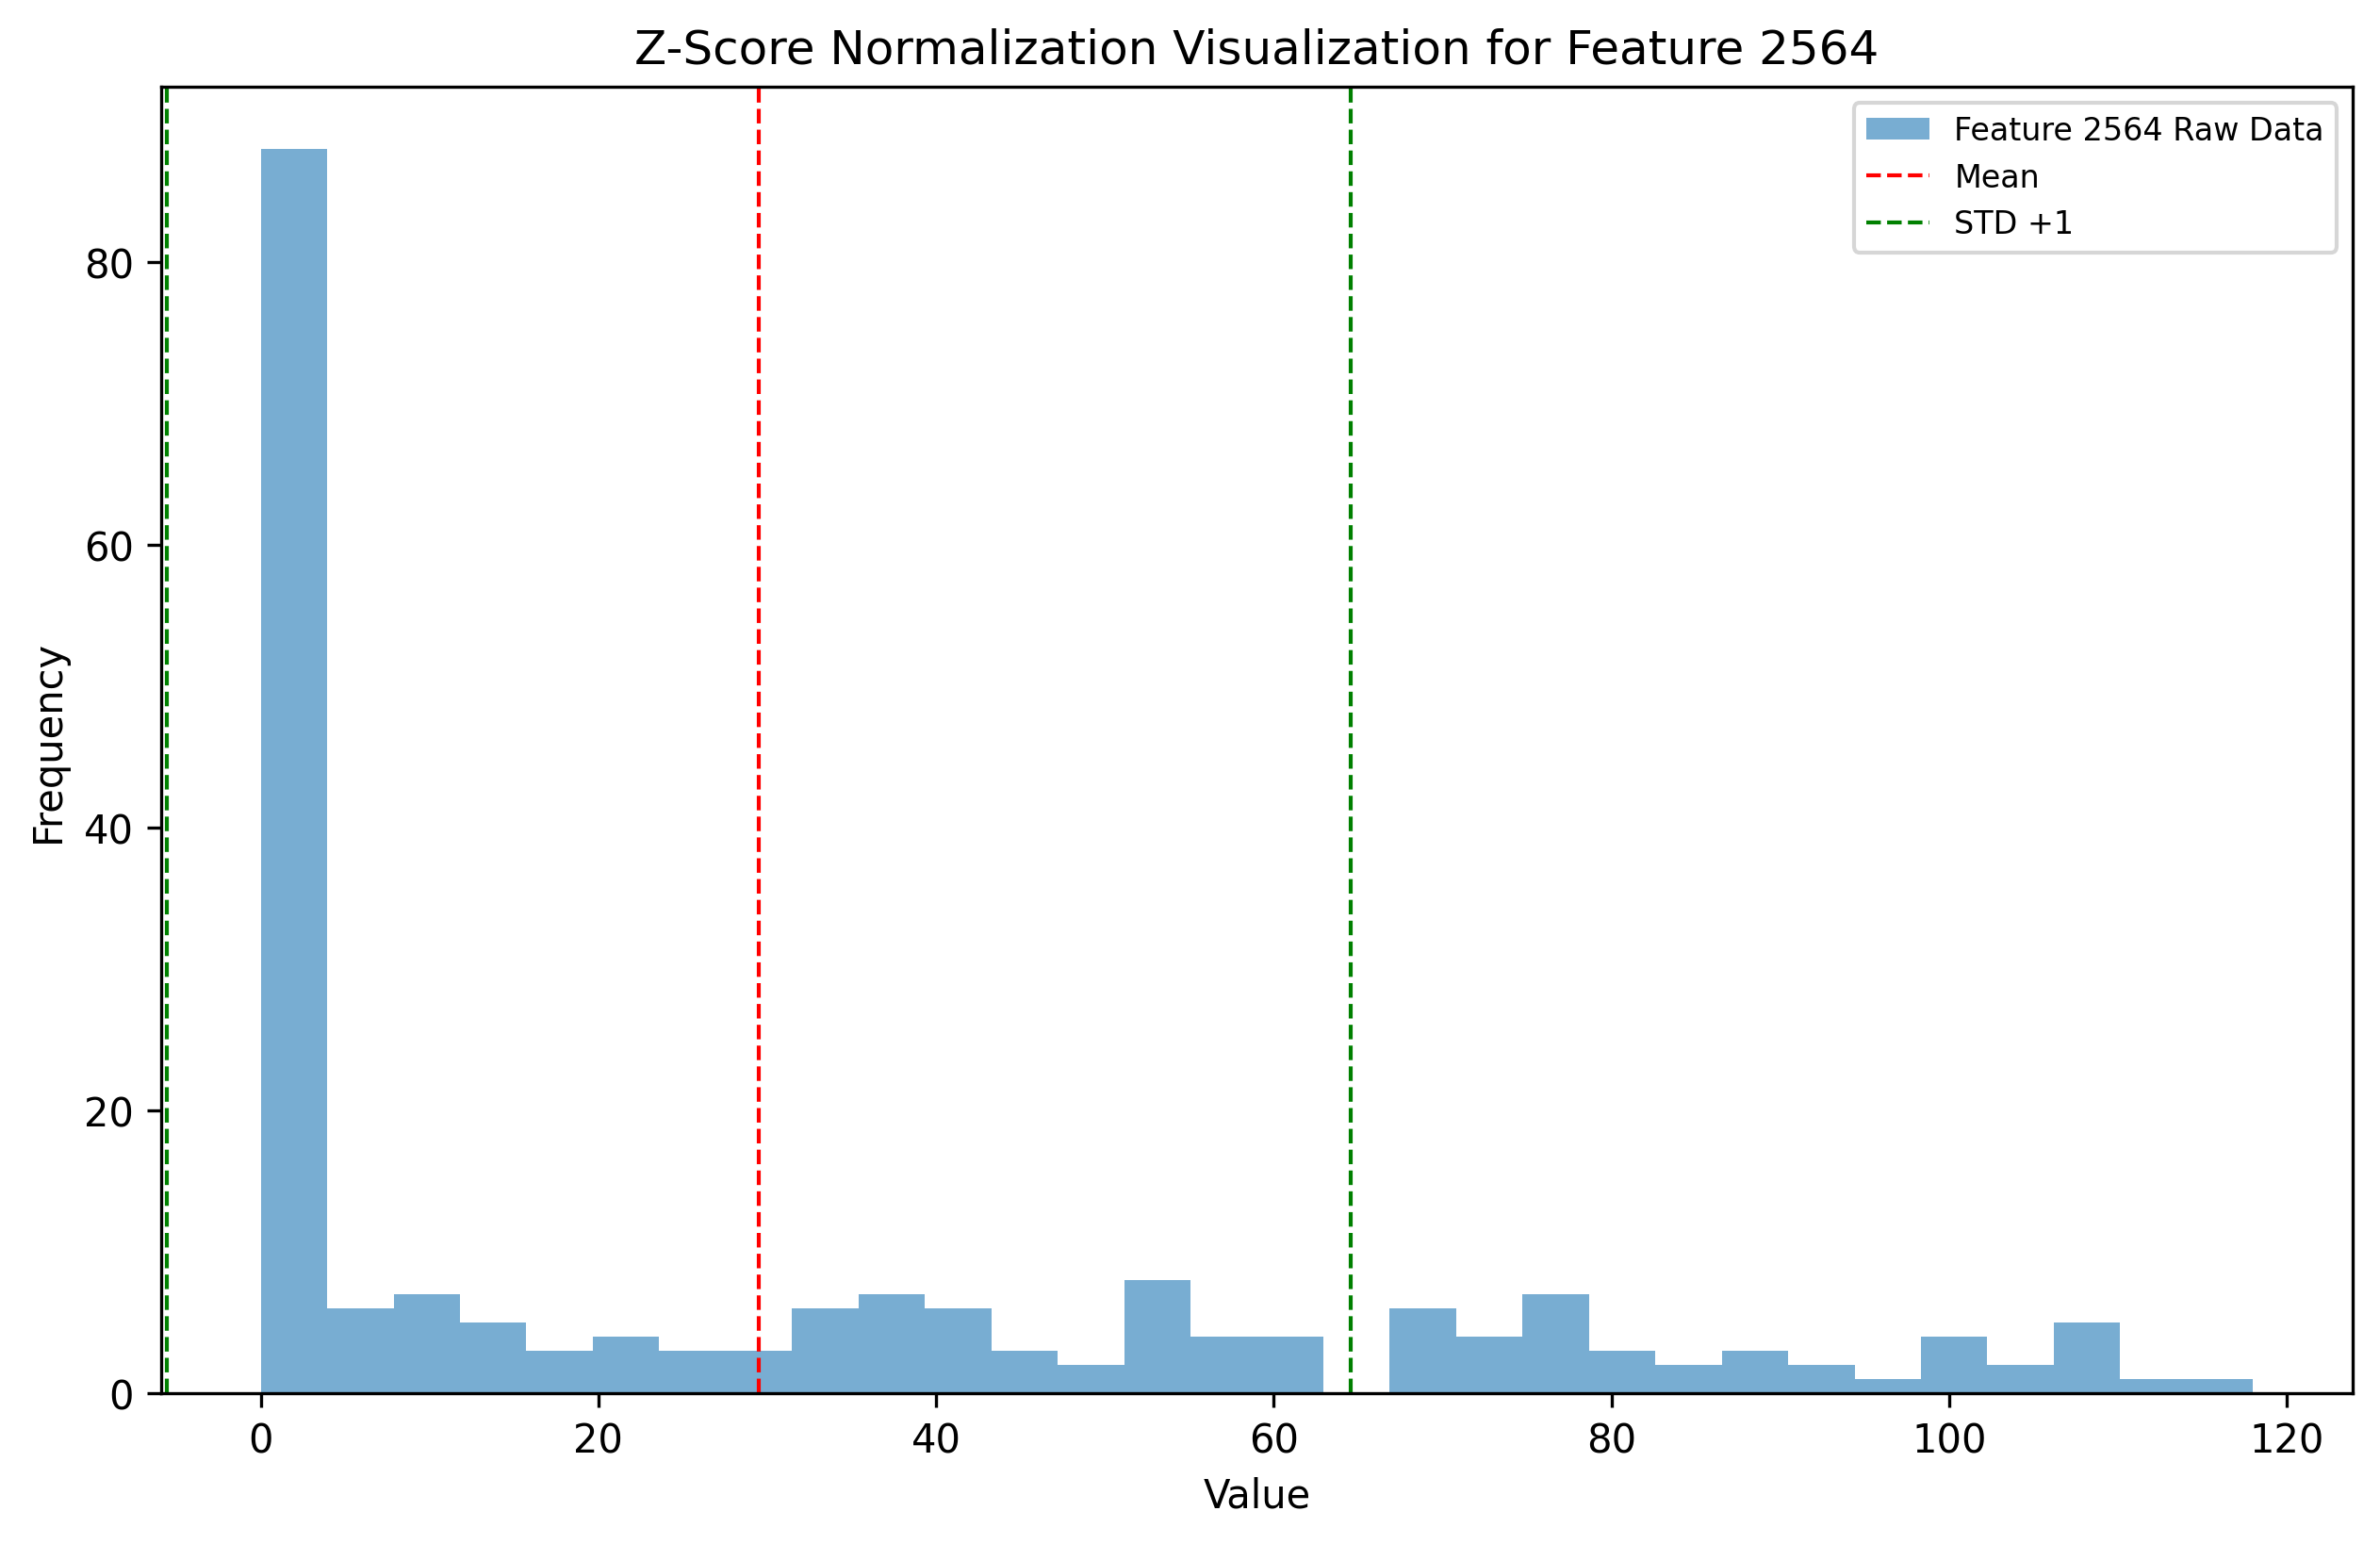 Z-Score Normalization Visualization for Feature 2564
Feature 2564 Raw Data
Mean
STD +1
Frequency
80
60
40
20
0
0 20 40 60 80 100 120
Value